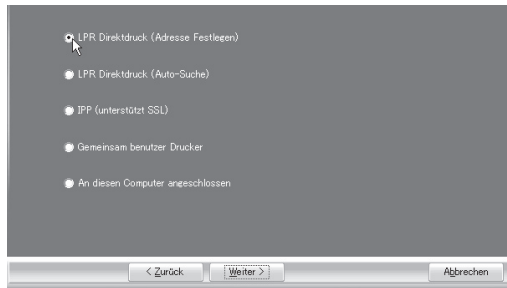 LPR Direktdruck (Adresse Festlegen)
LPR Direktdruck (Auto-Suche)
IPP (unterstützt SSL)
Gemeinsam benutzer Drucker
An diesen Computer angeschlossen
< Zurück Weiter > Abbrechen